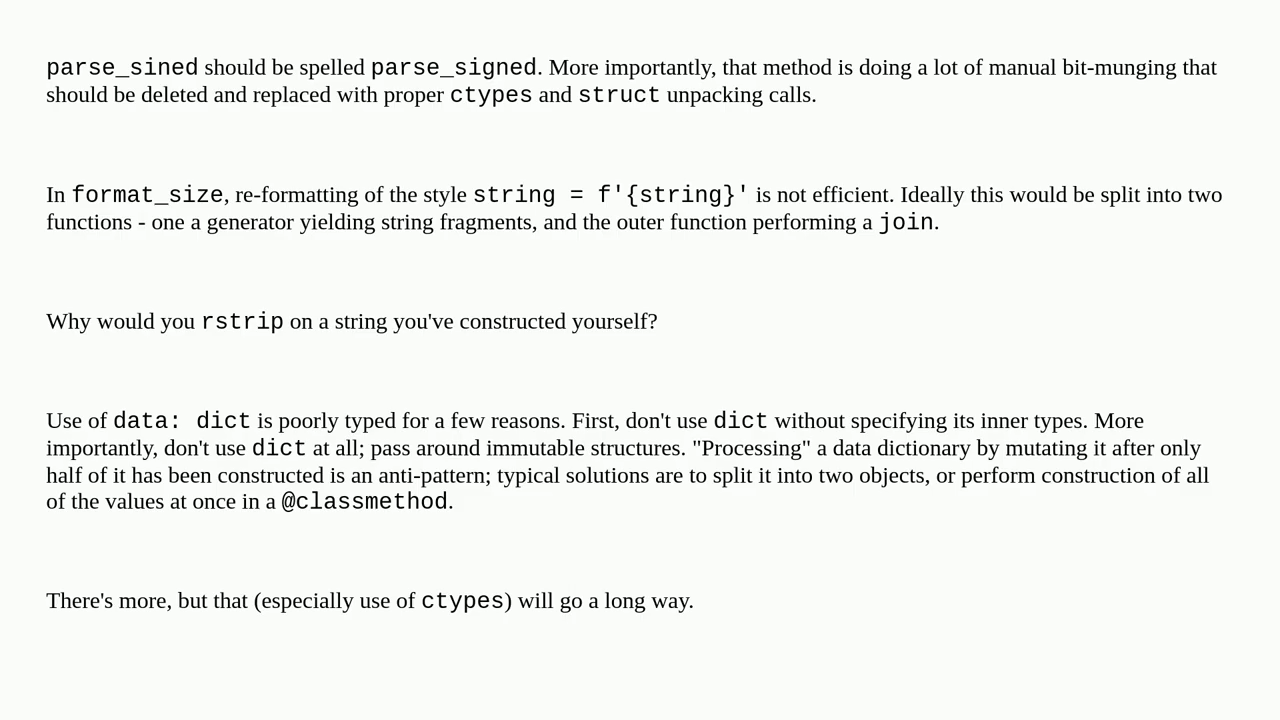 parse_sined should be spelled parse_signed. More importantly, that method is doing a lot of manual bit-munging that
should be deleted and replaced with proper ctypes and struct unpacking calls.
In format_size, re-formatting of the style string = f'{string}' is not efficient. Ideally this would be split into two
functions - one a generator yielding string fragments, and the outer function performing a join.
Why would you rstrip on a string you've constructed yourself?
Use of data: dict is poorly typed for a few reasons. First, don't use dict without specifying its inner types. More
importantly, don't use dict at all; pass around immutable structures. "Processing" a data dictionary by mutating it after only
half of it has been constructed is an anti-pattern; typical solutions are to split it into two objects, or perform construction of all
of the values at once in a @classmethod.
There's more, but that (especially use of ctypes) will go a long way.